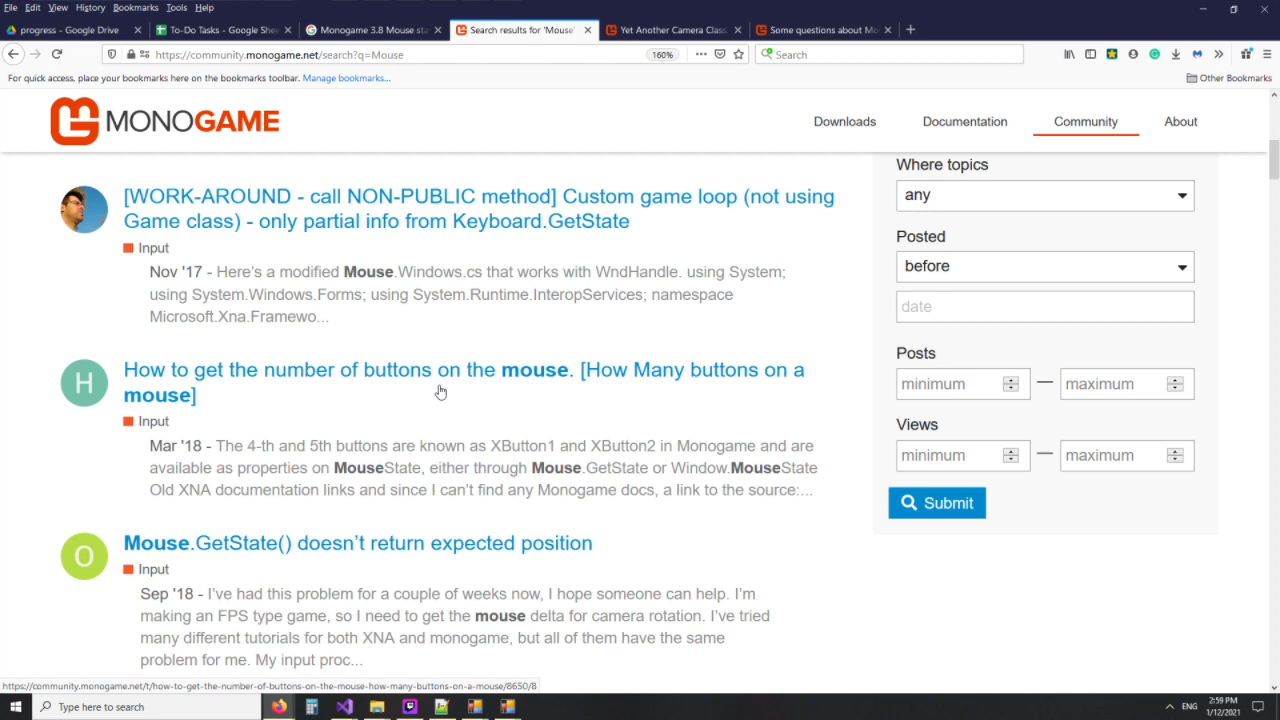 File Edit View History Bookmarks Tools Help
progress - Google Drive
To-Do Tasks - Google She
Monogame 3.8 Mouse sta
Search results for 'Mouse'
Yet Another Camera Class
Some questions about Mo
https://community.monogame.net/search?q=Mouse
160%
Search
For quick access, place your bookmarks here on the bookmarks toolbar. Manage bookmarks...
Other Bookmarks
MONOGAME
Downloads
Documentation
Community
About
[WORK-AROUND - call NON-PUBLIC method] Custom game loop (not using
Game class) - only partial info from Keyboard.GetState
Input
Nov '17 - Here's a modified Mouse.Windows.cs that works with WndHandle. using System;
using System.Windows.Forms; using System.Runtime.InteropServices; namespace
Microsoft.Xna.Framewo...
H
How to get the number of buttons on the mouse. [How Many buttons on a
mouse]
Input
Mar '18 - The 4-th and 5th buttons are known as XButton1 and XButton2 in Monogame and are
available as properties on MouseState, either through Mouse.GetState or Window.MouseState
Old XNA documentation links and since I can't find any Monogame docs, a link to the source:...
O
Mouse.GetState() doesn't return expected position
Input
Sep '18 - I've had this problem for a couple of weeks now, I hope someone can help. I'm
making an FPS type game, so I need to get the mouse delta for camera rotation. I've tried
many different tutorials for both XNA and monogame, but all of them have the same
problem for me. My input proc...
Where topics
any
Posted
before
date
Posts
minimum — maximum
Views
minimum — maximum
Submit
https://community.monogame.net/t/how-to-get-the-number-of-buttons-on-the-mouse-how-many-buttons-on-a-mouse/8650/8
Type here to search
ENG
2:59 PM
1/12/2021